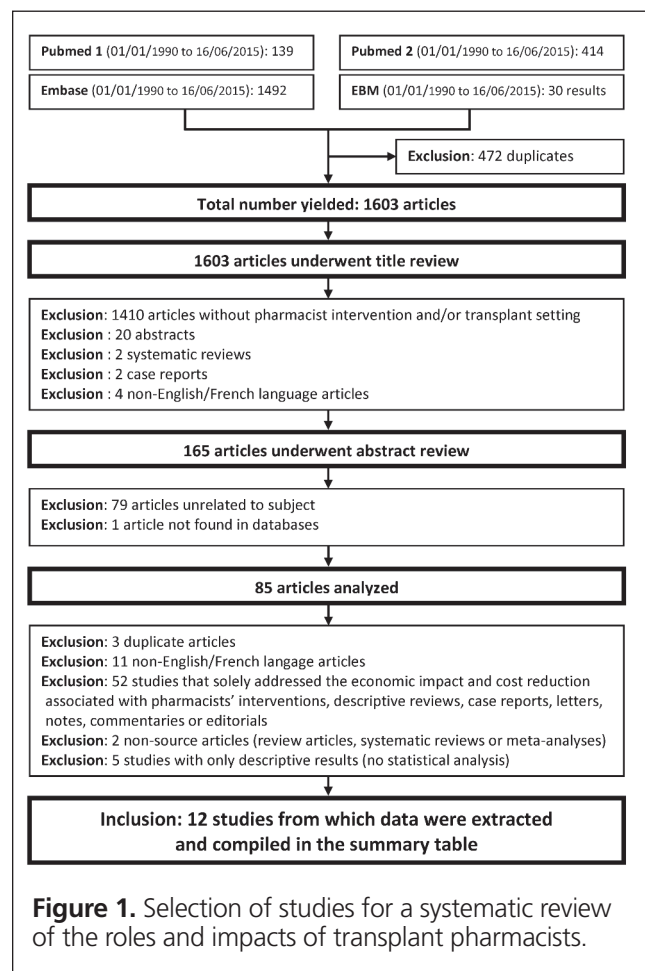 Pubmed 1 (01/01/1990 to 16/06/2015): 139
Pubmed 2 (01/01/1990 to 16/06/2015): 414
Embase (01/01/1990 to 16/06/2015): 1492
EBM (01/01/1990 to 16/06/2015): 30 results
Exclusion: 472 duplicates
Total number yielded: 1603 articles
1603 articles underwent title review
Exclusion: 1410 articles without pharmacist intervention and/or transplant setting
Exclusion : 20 abstracts
Exclusion : 2 systematic reviews
Exclusion : 2 case reports
Exclusion : 4 non-English/French language articles
165 articles underwent abstract review
Exclusion: 79 articles unrelated to subject
Exclusion: 1 article not found in databases
85 articles analyzed
Exclusion: 3 duplicate articles
Exclusion: 11 non-English/French langage articles
Exclusion: 52 studies that solely addressed the economic impact and cost reduction
associated with pharmacists' interventions, descriptive reviews, case reports, letters,
notes, commentaries or editorials
Exclusion: 2 non-source articles (review articles, systematic reviews or meta-analyses)
Exclusion: 5 studies with only descriptive results (no statistical analysis)
Inclusion: 12 studies from which data were extracted
and compiled in the summary table
Figure 1. Selection of studies for a systematic review
of the roles and impacts of transplant pharmacists.